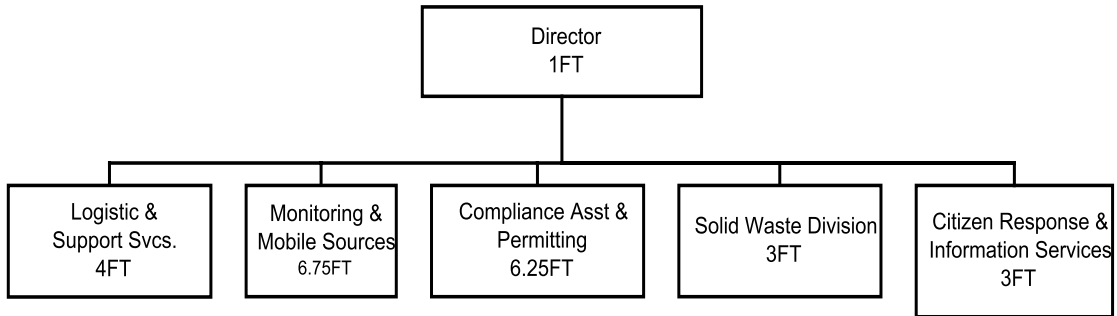 Director
1FT
Logistic &
Support Svcs.
4FT
Monitoring &
Mobile Sources
6.75FT
Compliance Asst &
Permitting
6.25FT
Solid Waste Division
3FT
Citizen Response &
Information Services
3FT